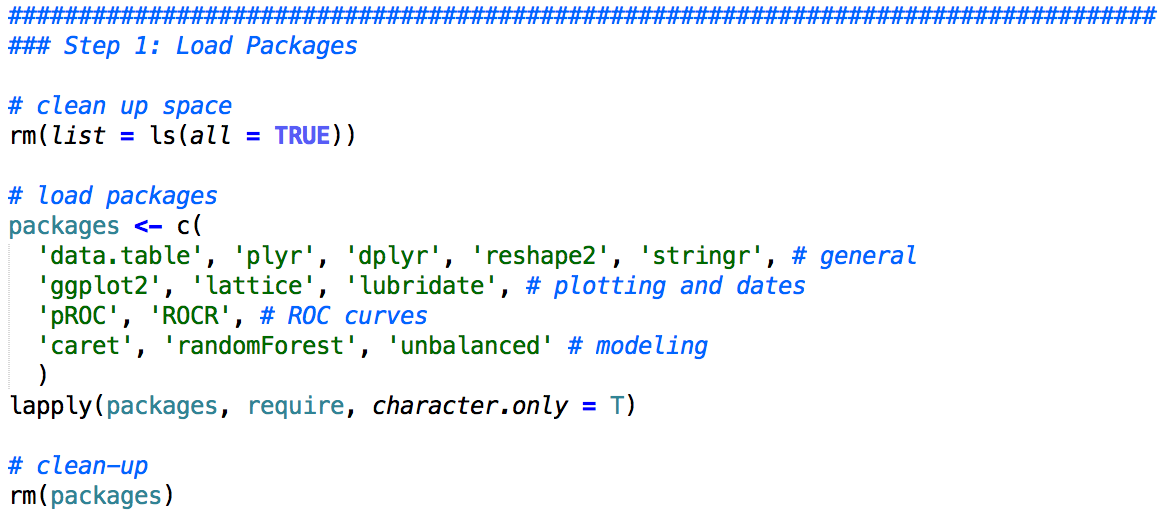 ##################################################################################
### Step 1: Load Packages
# clean up space
rm(list = ls(all = TRUE))
# load packages
packages <- c(
'data.table', 'plyr', 'dplyr', 'reshape2', 'stringr', # general
'ggplot2', 'lattice', 'lubridate', # plotting and dates
'pROC', 'ROCR', # ROC curves
'caret', 'randomForest', 'unbalanced' # modeling
)
lapply(packages, require, character.only = T)
# clean-up
rm(packages)